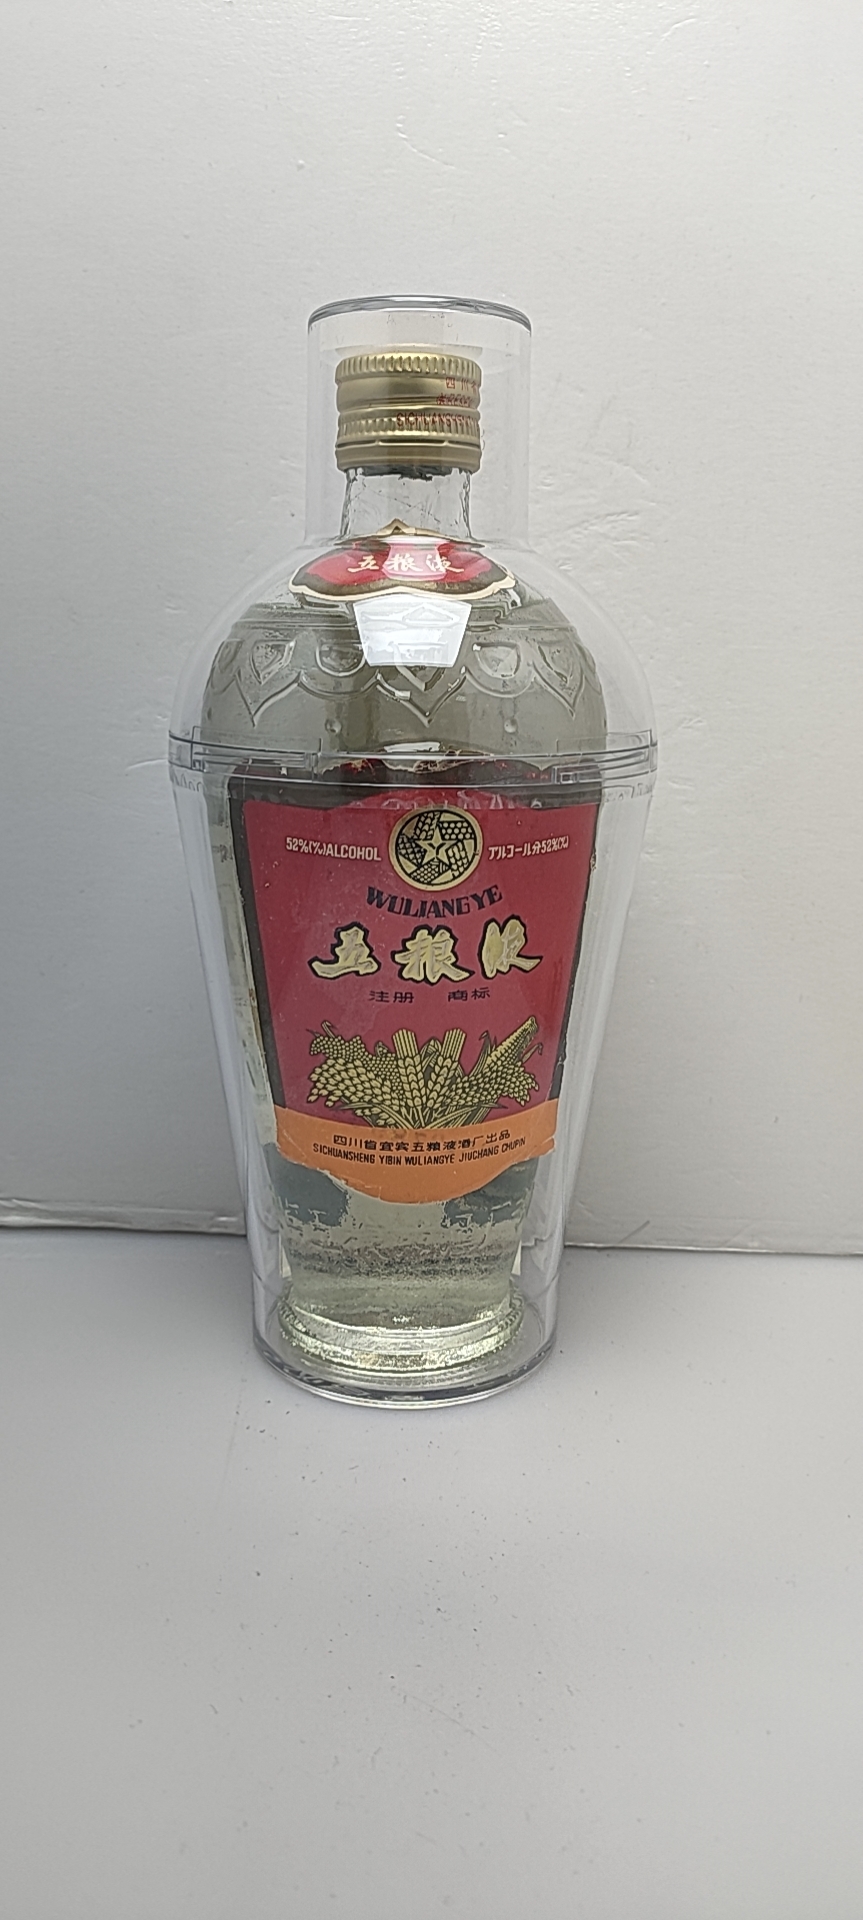 四川
五粮液
52%(%)ALCOHOL
アルコール分52%(%)
WULIANGYE
五粮液
注册 商标
四川省宜宾五粮液酒厂出品
SICHUANSHENG YIBIN WULIANGYE JIUCHANG CHUPIN